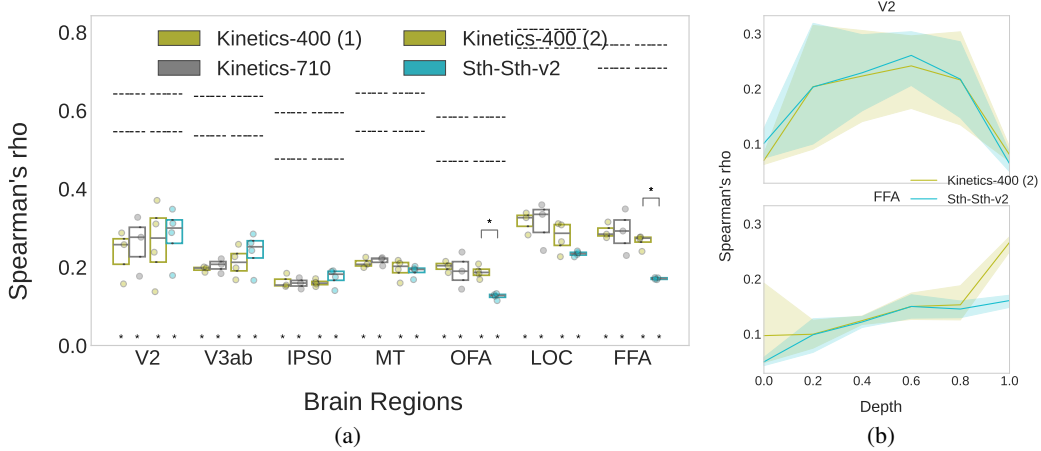 0.8
0.6
0.4
0.2
0.0
Spearman's rho
Kinetics-400 (1)
Kinetics-400 (2)
Kinetics-710
Sth-Sth-v2
*
*
* * * * * * * * * * * * * * * * * * * * * * * * * *
V2 V3ab IPS0 MT OFA LOC FFA
Brain Regions
(a)
V2
0.3
0.2
0.1
Spearman's rho
Kinetics-400 (2)
Sth-Sth-v2
FFA
*
0.3
0.2
0.1
0.0 0.2 0.4 0.6 0.8 1.0
Depth
(b)